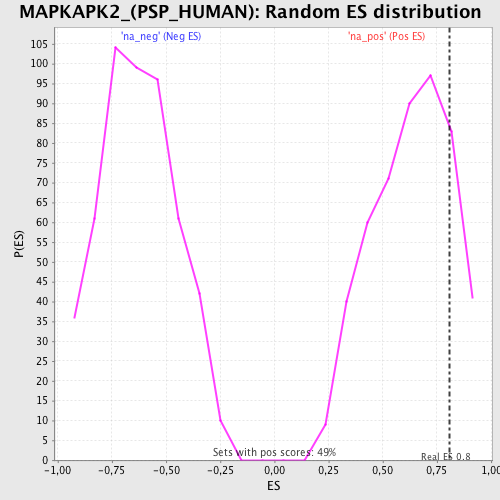 MAPKAPK2_(PSP_HUMAN): Random ES distribution
'na_neg' (Neg ES)
'na_pos' (Pos ES)
105
100
95
90
85
80
75
70
65
60
55
50
45
40
35
30
25
20
15
10
5
0
P(ES)
Sets with pos scores: 49%
Real ES 0.8
-1,00 -0,75 -0,50 -0,25 0,00 0,25 0,50 0,75 1,00
ES